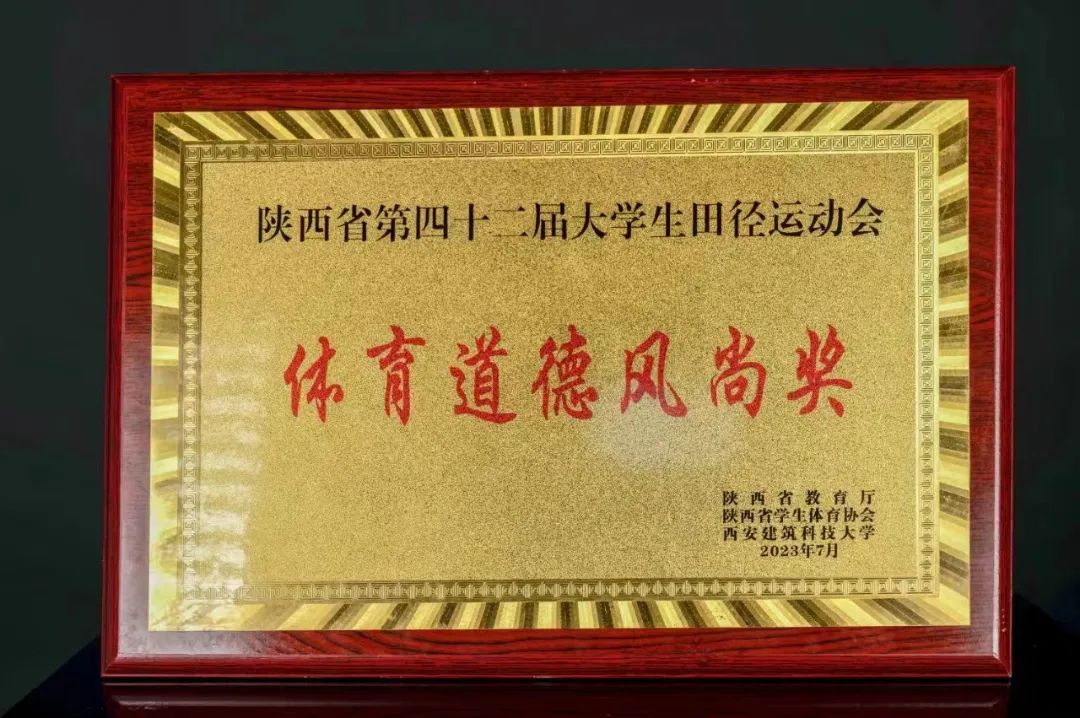 陕西省第四十二届大学生田径运动会
体育道德风尚奖
陕西省教育厅
陕西省学生体育协会
西安建筑科技大学
2023年7月